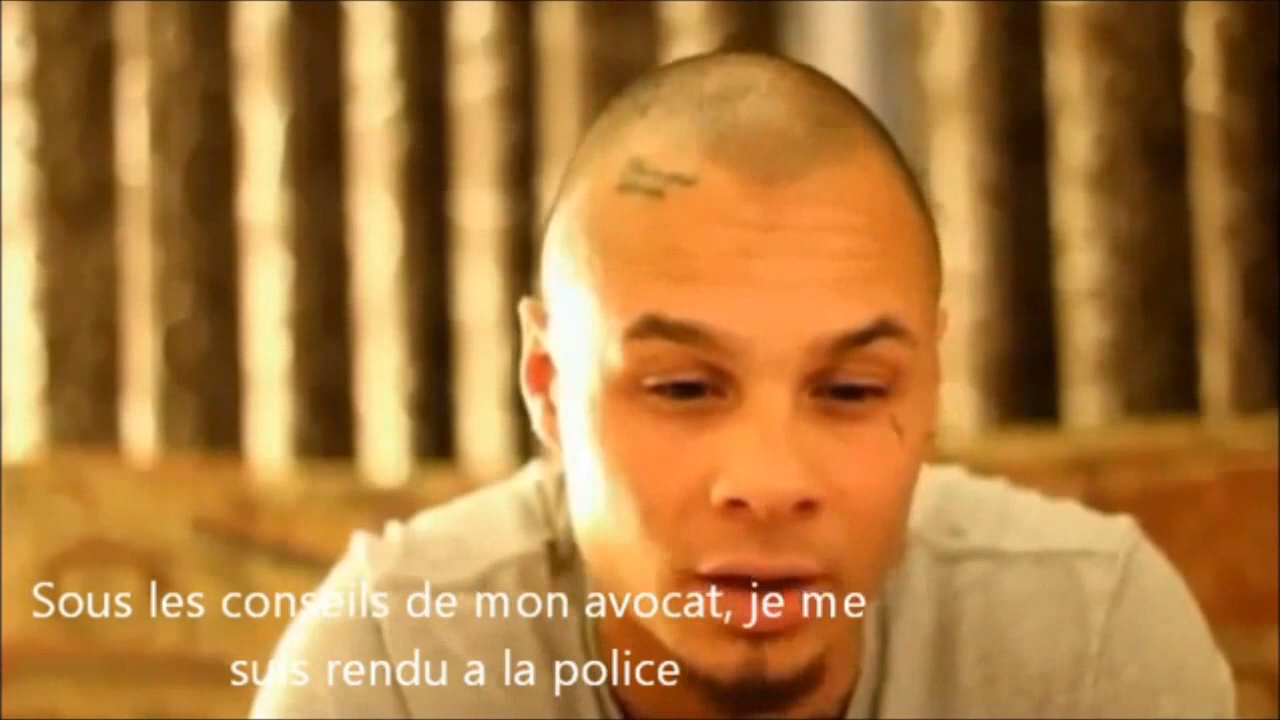 Sous les conseils de mon avocat, je me
suis rendu a la police